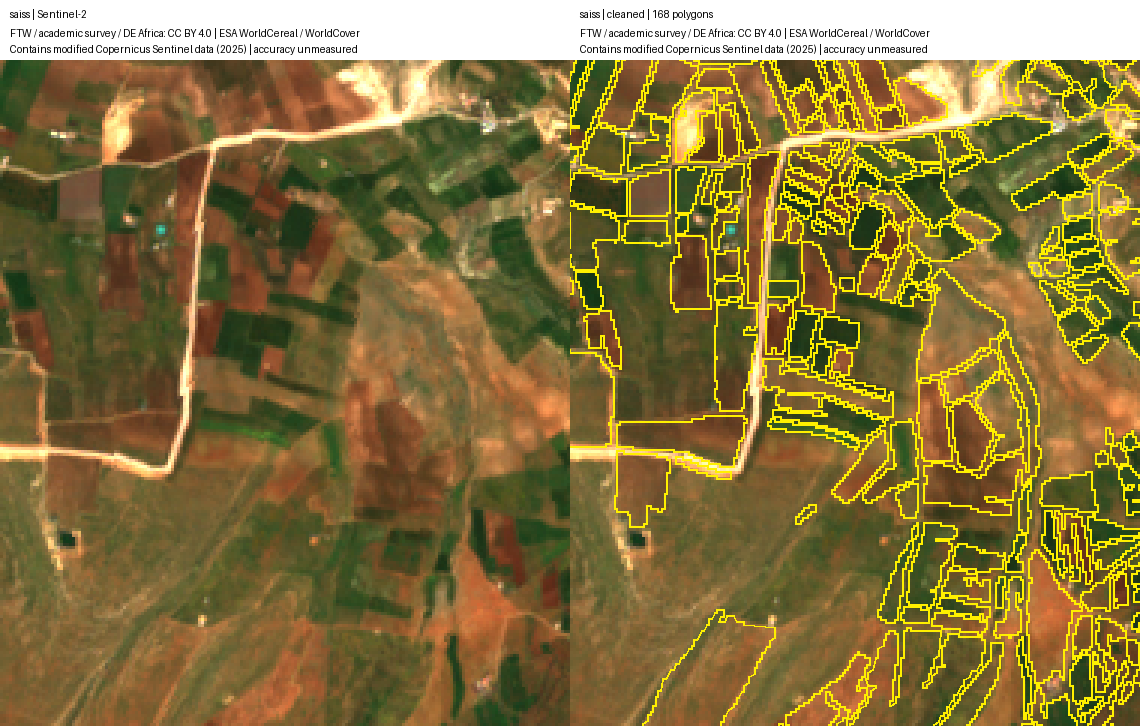 saiss | Sentinel-2
FTW / academic survey / DE Africa: CC BY 4.0 | ESA WorldCereal / WorldCover
Contains modified Copernicus Sentinel data (2025) | accuracy unmeasured
saiss | cleaned | 168 polygons
FTW / academic survey / DE Africa: CC BY 4.0 | ESA WorldCereal / WorldCover
Contains modified Copernicus Sentinel data (2025) | accuracy unmeasured